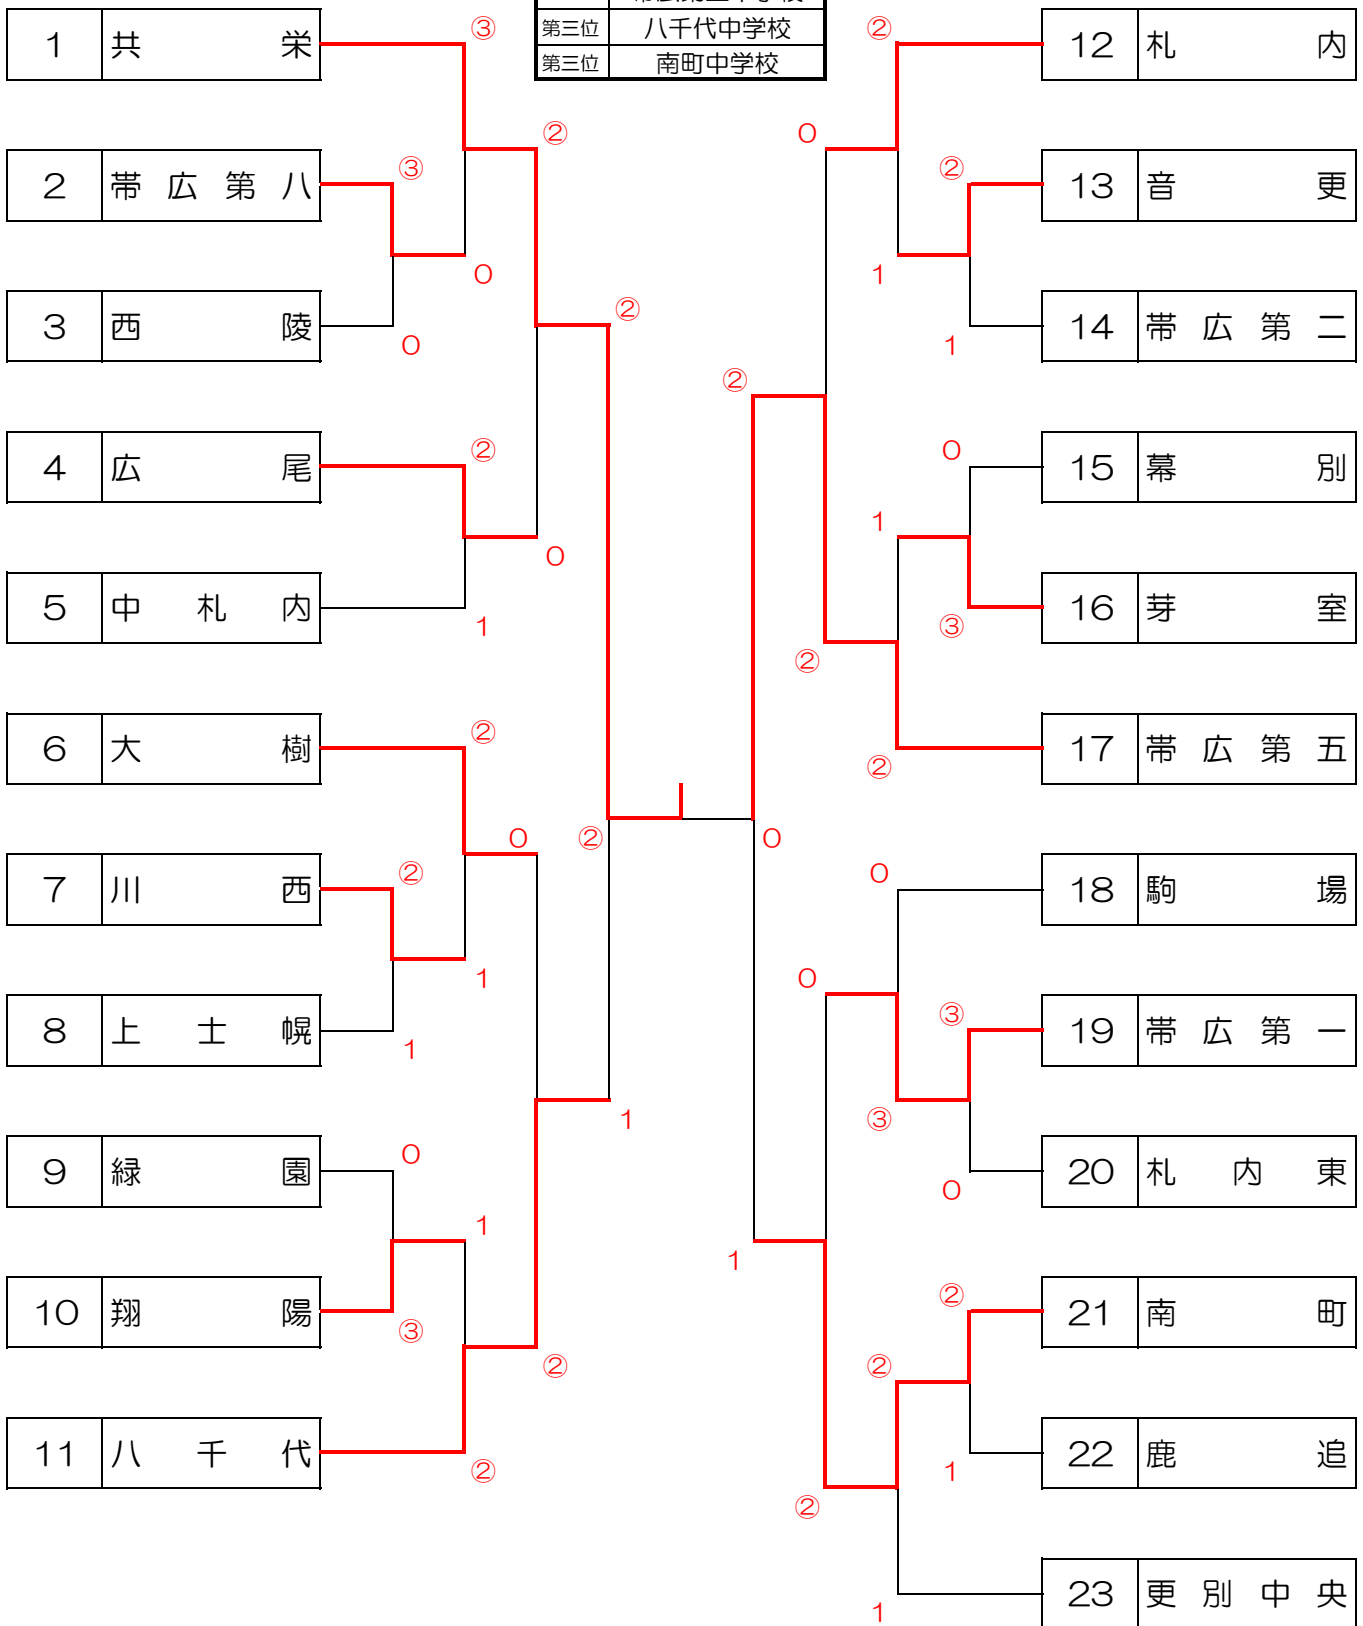 第三位 八千代中学校
第三位 南町中学校
1 共栄 ③ ② 12 札内
② 0
2 帯広第八 ③ ② 13 音更
0 1
3 西陵 0 ② 1 14 帯広第二
②
4 広尾 ② 0 15 幕別
0 1
5 中札内 1 ③ 16 芽室
②
6 大樹 ② ② 17 帯広第五
0 ② 0
7 川西 ② 0 18 駒場
1 0
8 上士幌 1 ③ 19 帯広第一
1 ③
9 緑園 0 0 20 札内東
1 1
10 翔陽 ③ ② 21 南町
② ②
11 八千代 ② 1 22 鹿追
②
1 23 更別中央